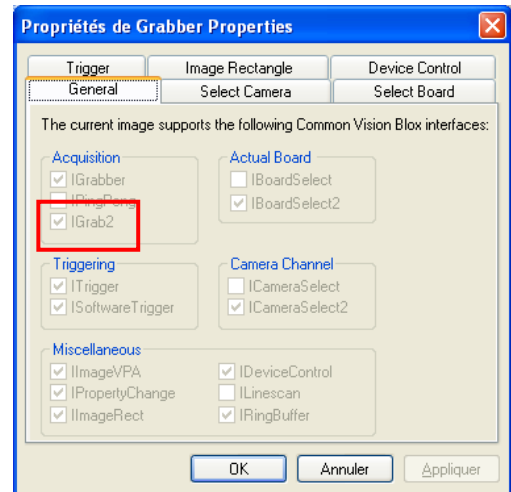 Propriétés de Grabber Properties
Trigger Image Rectangle Device Control
General Select Camera Select Board
The current image supports the following Common Vision Blox interfaces:
Acquisition
IGrabber
IPingPong
IGrab2
Actual Board
IBoardSelect
IBoardSelect2
Triggering
ITrigger
ISoftwareTrigger
Camera Channel
ICameraSelect
ICameraSelect2
Miscellaneous
IImageVPA
IPropertyChange
IImageRect
IDeviceControl
ILinescan
IRingBuffer
OK Annuler Appliquer